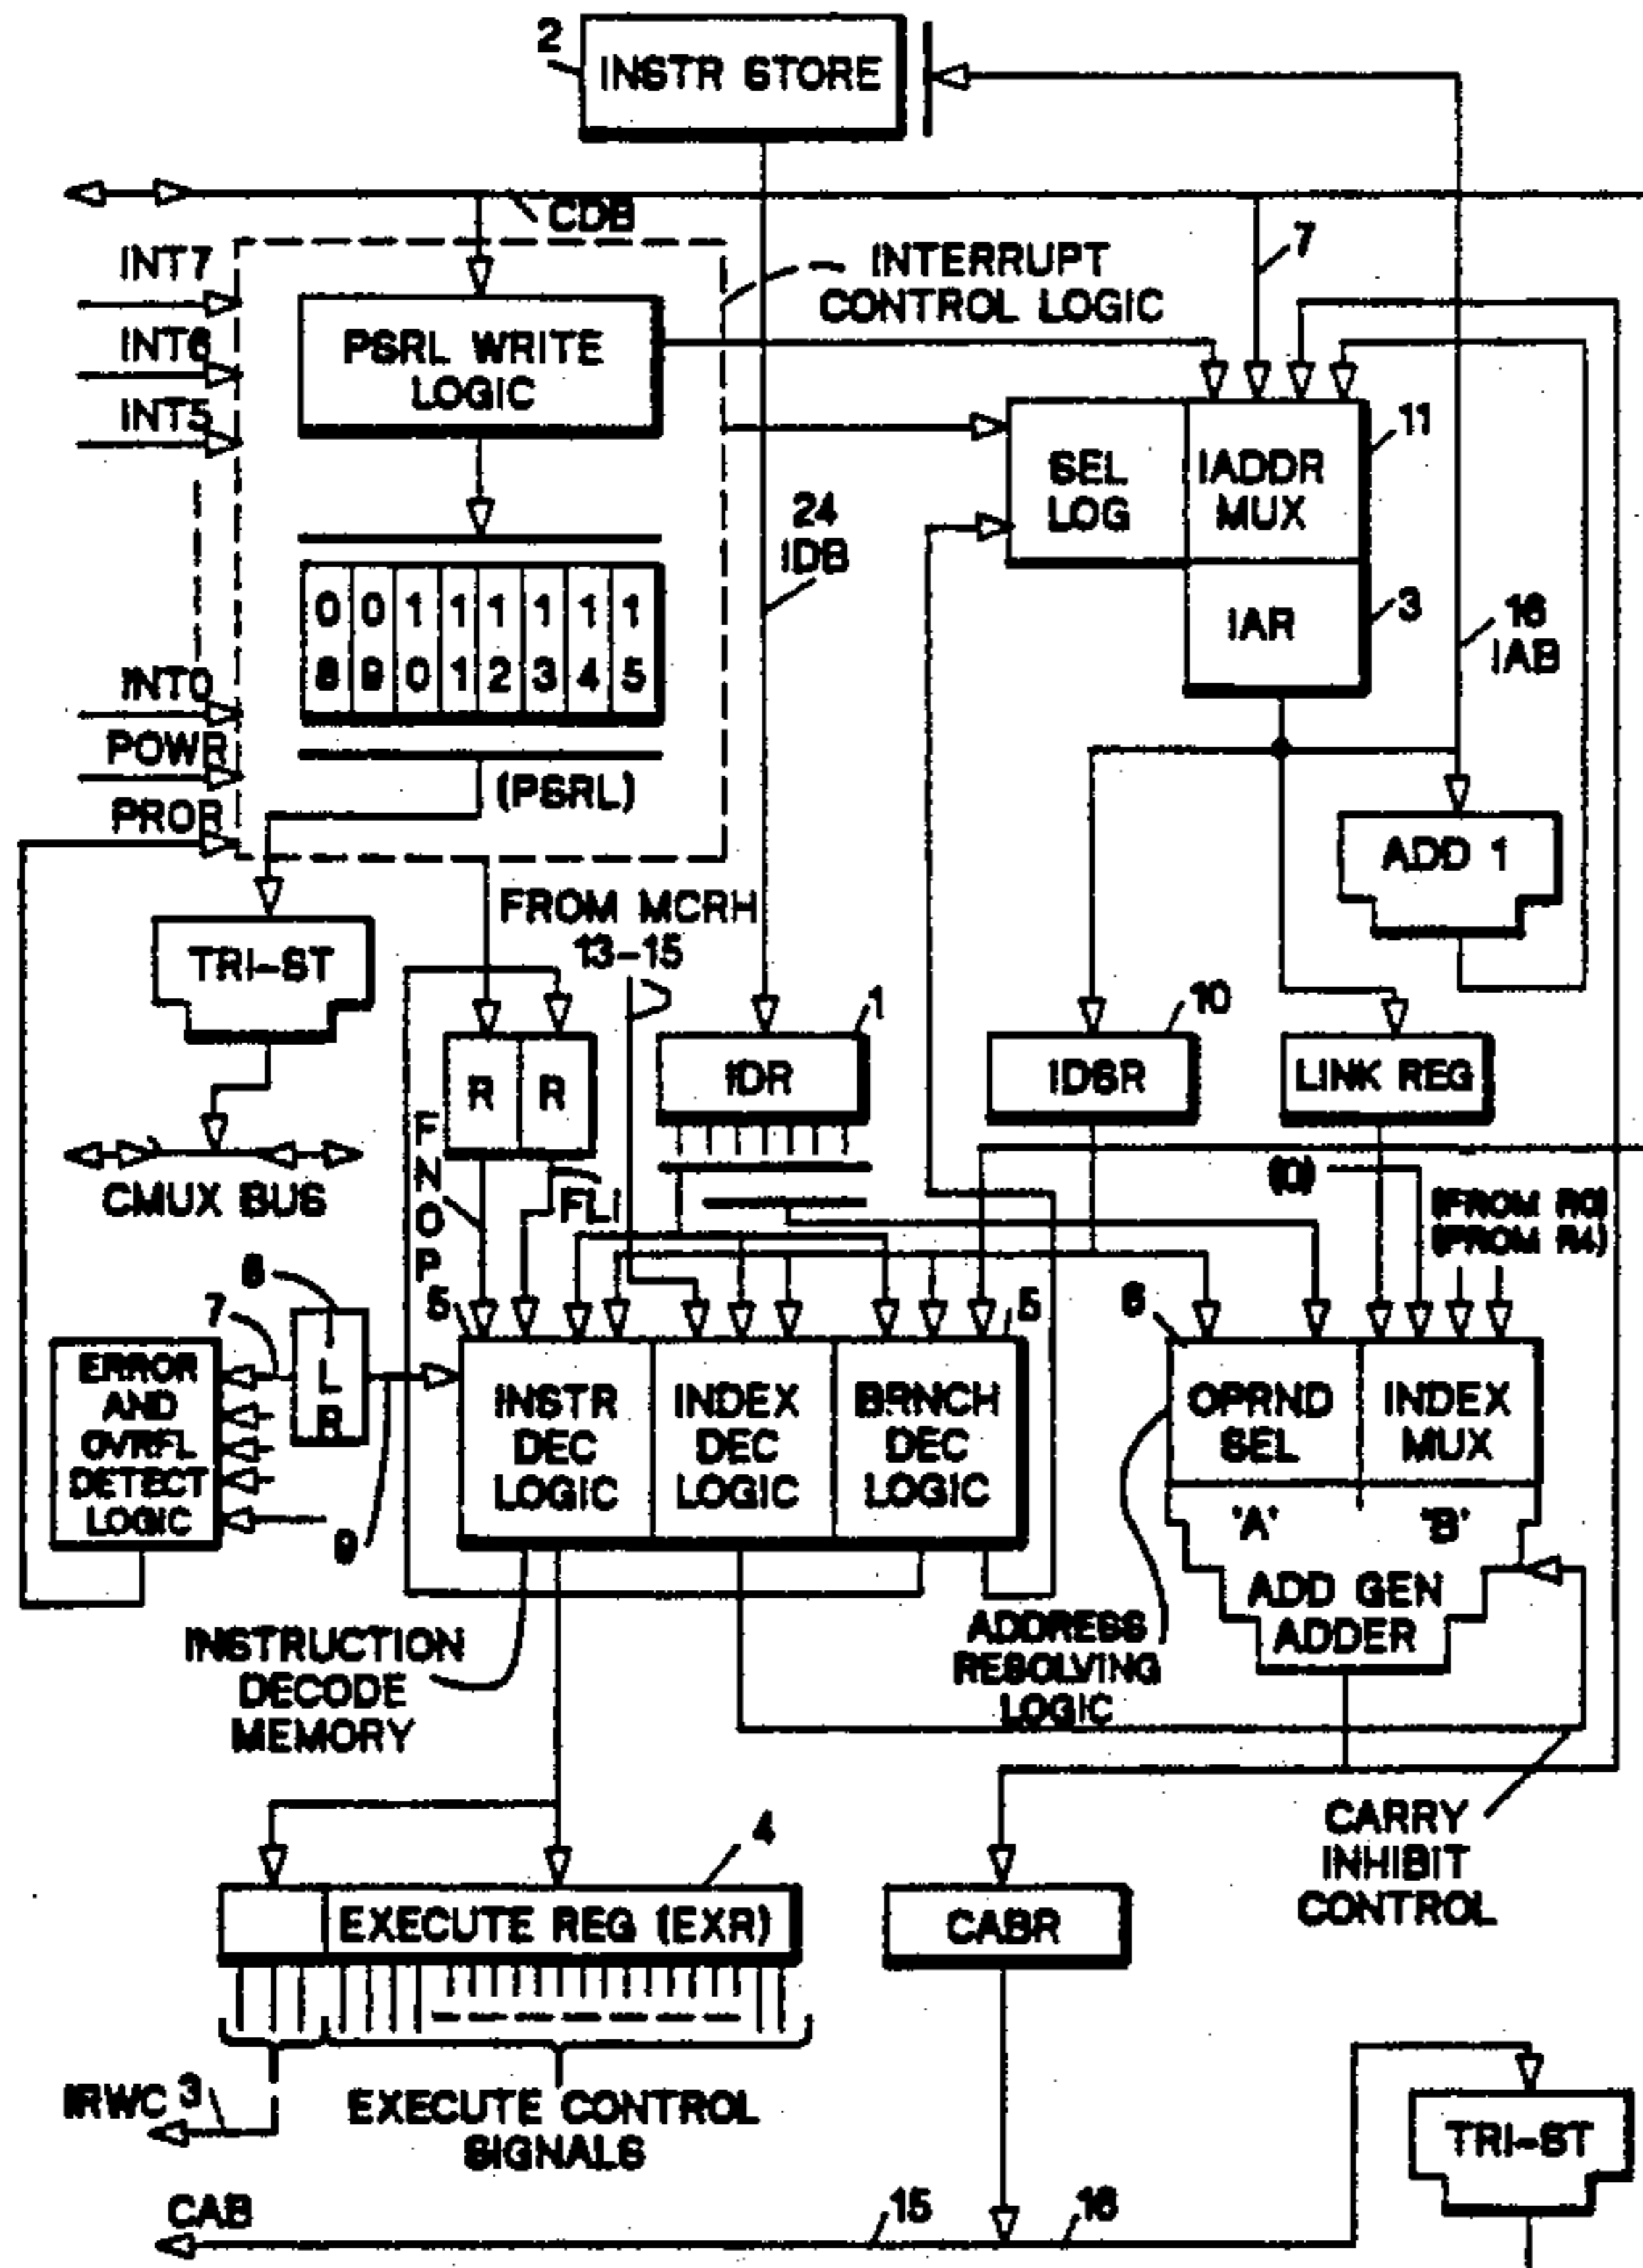 2
INSTR STORE
CDB
INT7
INT6
INT5
INT0
POWR
PROR
INTERRUPT
CONTROL LOGIC
7
PSRL WRITE
LOGIC
SEL
LOG
IADDR
MUX
11
24
IDB
0 0 1 1 1 1 1 1
8 9 0 1 2 3 4 5
IAR
3
16
IAB
(PSRL)
ADD 1
FROM MCRH
13-15
TRI-ST
R
R
1
IDR
10
IDSR
LINK REG
CMUX BUS
FNOP
FLI
(D)
(FROM R0)
(FROM R4)
8
7
ILR
5
5
6
ERROR
AND
OVRFL
DETECT
LOGIC
9
INSTR
DEC
LOGIC
INDEX
DEC
LOGIC
BRNCH
DEC
LOGIC
OPRND
SEL
INDEX
MUX
'A'
'B'
ADD GEN
ADDER
INSTRUCTION
DECODE
MEMORY
ADDRESS
RESOLVING
LOGIC
CARRY
INHIBIT
CONTROL
4
EXECUTE REG (EXR)
CABR
IRWC 3
EXECUTE CONTROL
SIGNALS
TRI-ST
CAB
15
16